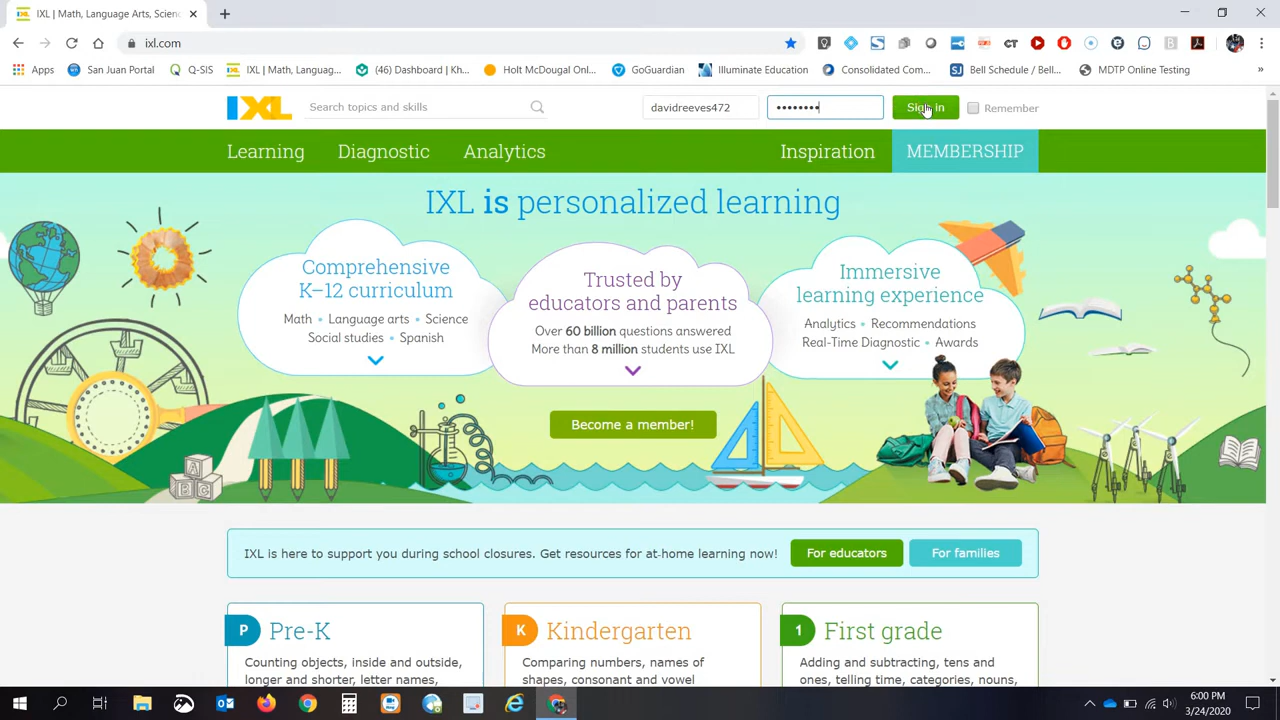 IXL | Math, Language Arts, Scienc
ixl.com
Apps San Juan Portal Q-SIS IXL | Math, Languag... (46) Dashboard | Kh... Holt McDougal Onl... GoGuardian Illuminate Education Consolidated Com... Bell Schedule / Bell... MDTP Online Testing »
IXL Search topics and skills davidreeves472 •••••••• Sign in Remember
Learning Diagnostic Analytics Inspiration MEMBERSHIP
IXL is personalized learning
Comprehensive
K–12 curriculum
Math • Language arts • Science
Social studies • Spanish
Trusted by
educators and parents
Over 60 billion questions answered
More than 8 million students use IXL
Immersive
learning experience
Analytics • Recommendations
Real-Time Diagnostic • Awards
Become a member!
A
B C
IXL is here to support you during school closures. Get resources for at-home learning now! For educators For families
P Pre-K
Counting objects, inside and outside,
longer and shorter, letter names,
K Kindergarten
Comparing numbers, names of
shapes, consonant and vowel
1 First grade
Adding and subtracting, tens and
ones, telling time, categories, nouns,
6:00 PM
3/24/2020